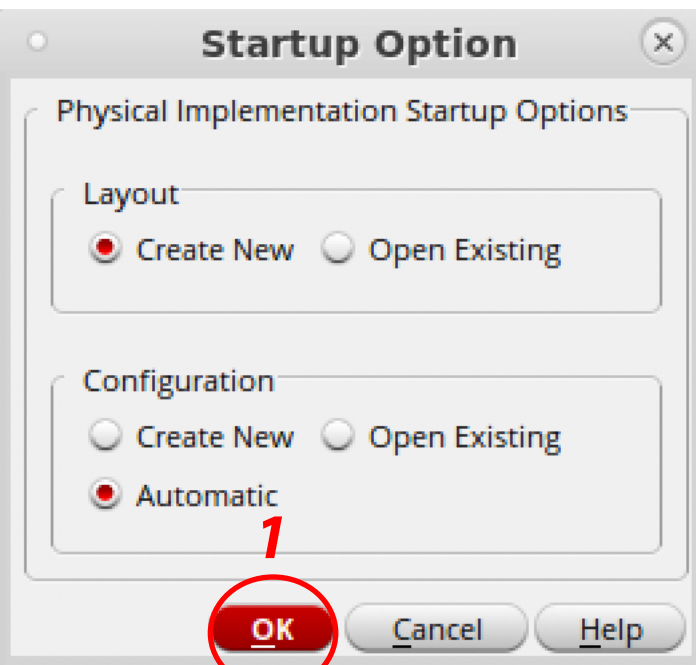 Startup Option
Physical Implementation Startup Options
Layout
Create New Open Existing
Configuration
Create New Open Existing
Automatic
1
OK Cancel Help